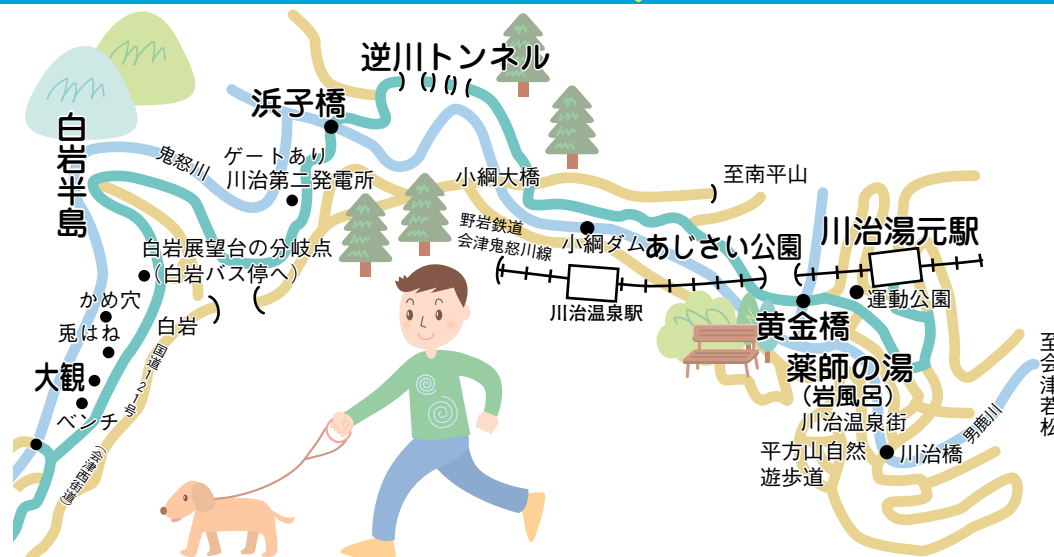 逆川トンネル
浜子橋
白岩半島
鬼怒川
ゲートあり
川治第二発電所
小綱大橋
至南平山
野岩鉄道
会津鬼怒川線
小綱ダム
あじさい公園
川治湯元駅
白岩展望台の分岐点
（白岩バス停へ）
かめ穴
白岩
兎はね
川治温泉駅
運動公園
黄金橋
大観
国道121号
薬師の湯
（岩風呂）
川治温泉街
至会津若松
ベンチ
（会津西街道）
男鹿川
平方山自然
遊歩道
川治橋